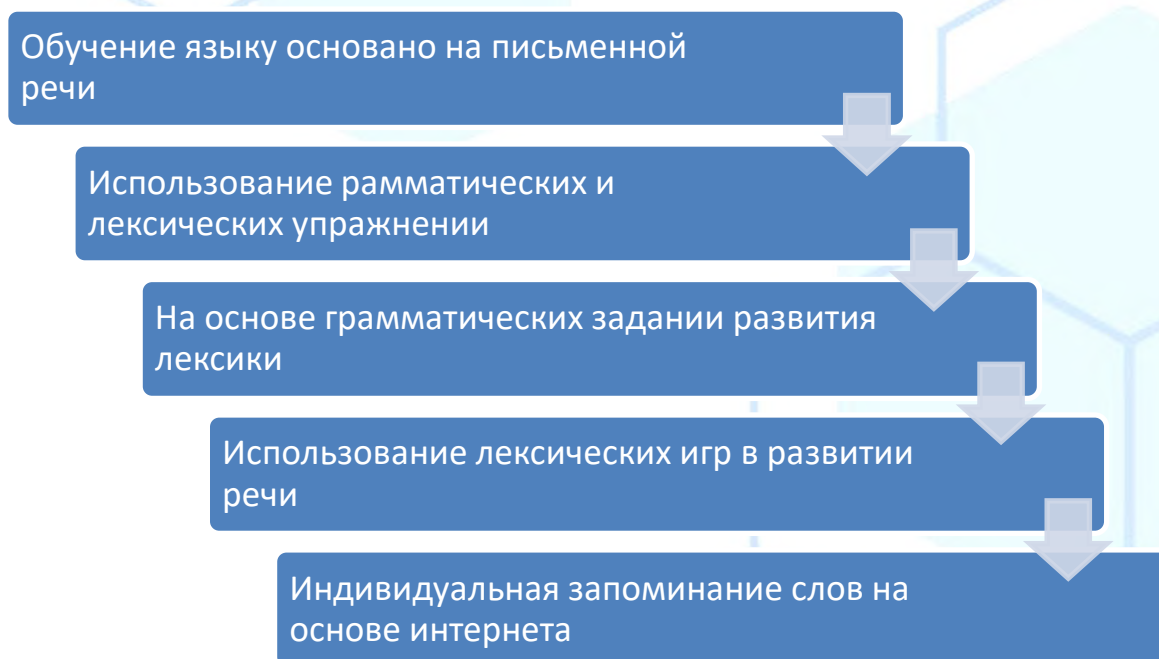 Обучение языку основано на письменной
речи
Использование рамматических и
лексических упражнении
На основе грамматических задании развития
лексики
Использование лексических игр в развитии
речи
Индивидуальная запоминание слов на
основе интернета